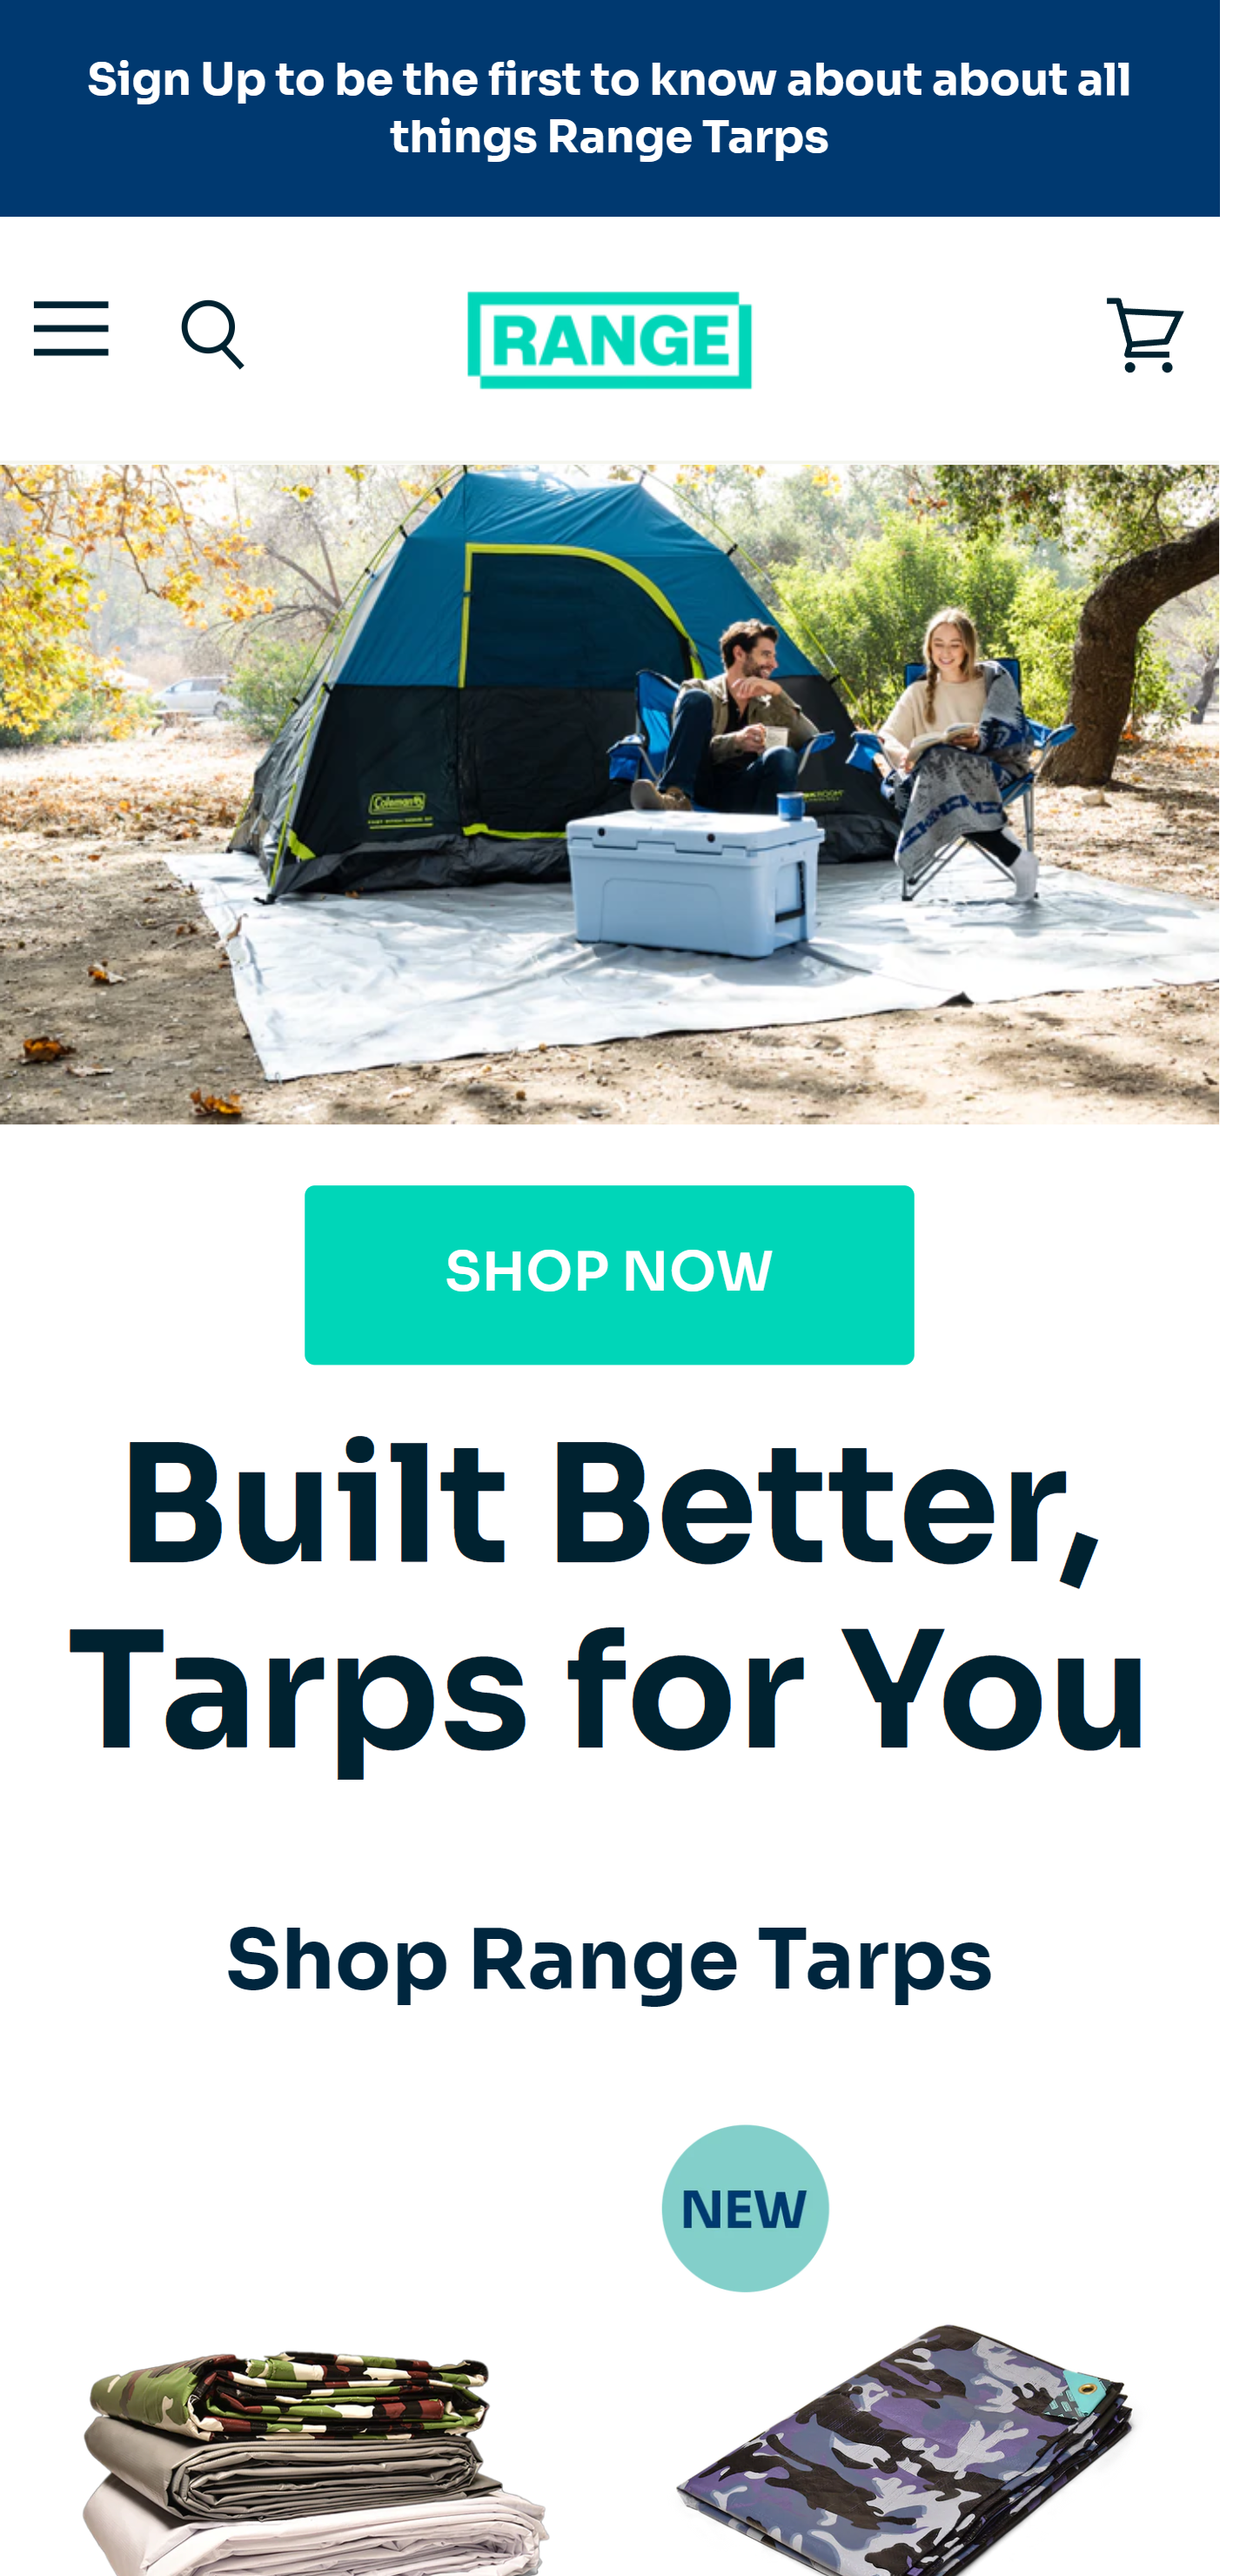 Sign Up to be the first to know about about all
things Range Tarps
RANGE
Coleman
SHOP NOW
Built Better,
Tarps for You
Shop Range Tarps
NEW